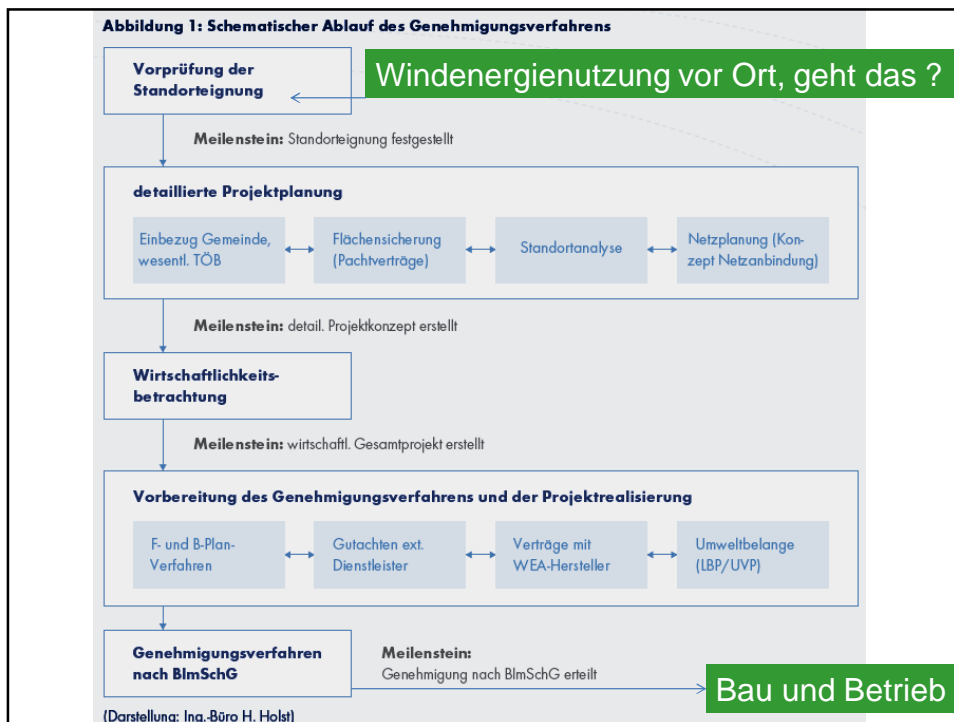 Abbildung 1: Schematischer Ablauf des Genehmigungsverfahrens
Vorprüfung der
Standorteignung
Windenergienutzung vor Ort, geht das ?
Meilenstein: Standorteignung festgestellt
detaillierte Projektplanung
Einbezug Gemeinde,
wesentl. TÖB
Flächensicherung
(Pachtverträge)
Standortanalyse
Netzplanung (Kon-
zept Netzanbindung)
Meilenstein: detail. Projektkonzept erstellt
Wirtschaftlichkeits-
betrachtung
Meilenstein: wirtschaftl. Gesamtprojekt erstellt
Vorbereitung des Genehmigungsverfahrens und der Projektrealisierung
F- und B-Plan-
Verfahren
Gutachten ext.
Dienstleister
Verträge mit
WEA-Hersteller
Umweltbelange
(LBP/UVP)
Genehmigungsverfahren
nach BImSchG
Meilenstein:
Genehmigung nach BImSchG erteilt
Bau und Betrieb
(Darstellung: Ing.-Büro H. Holst)